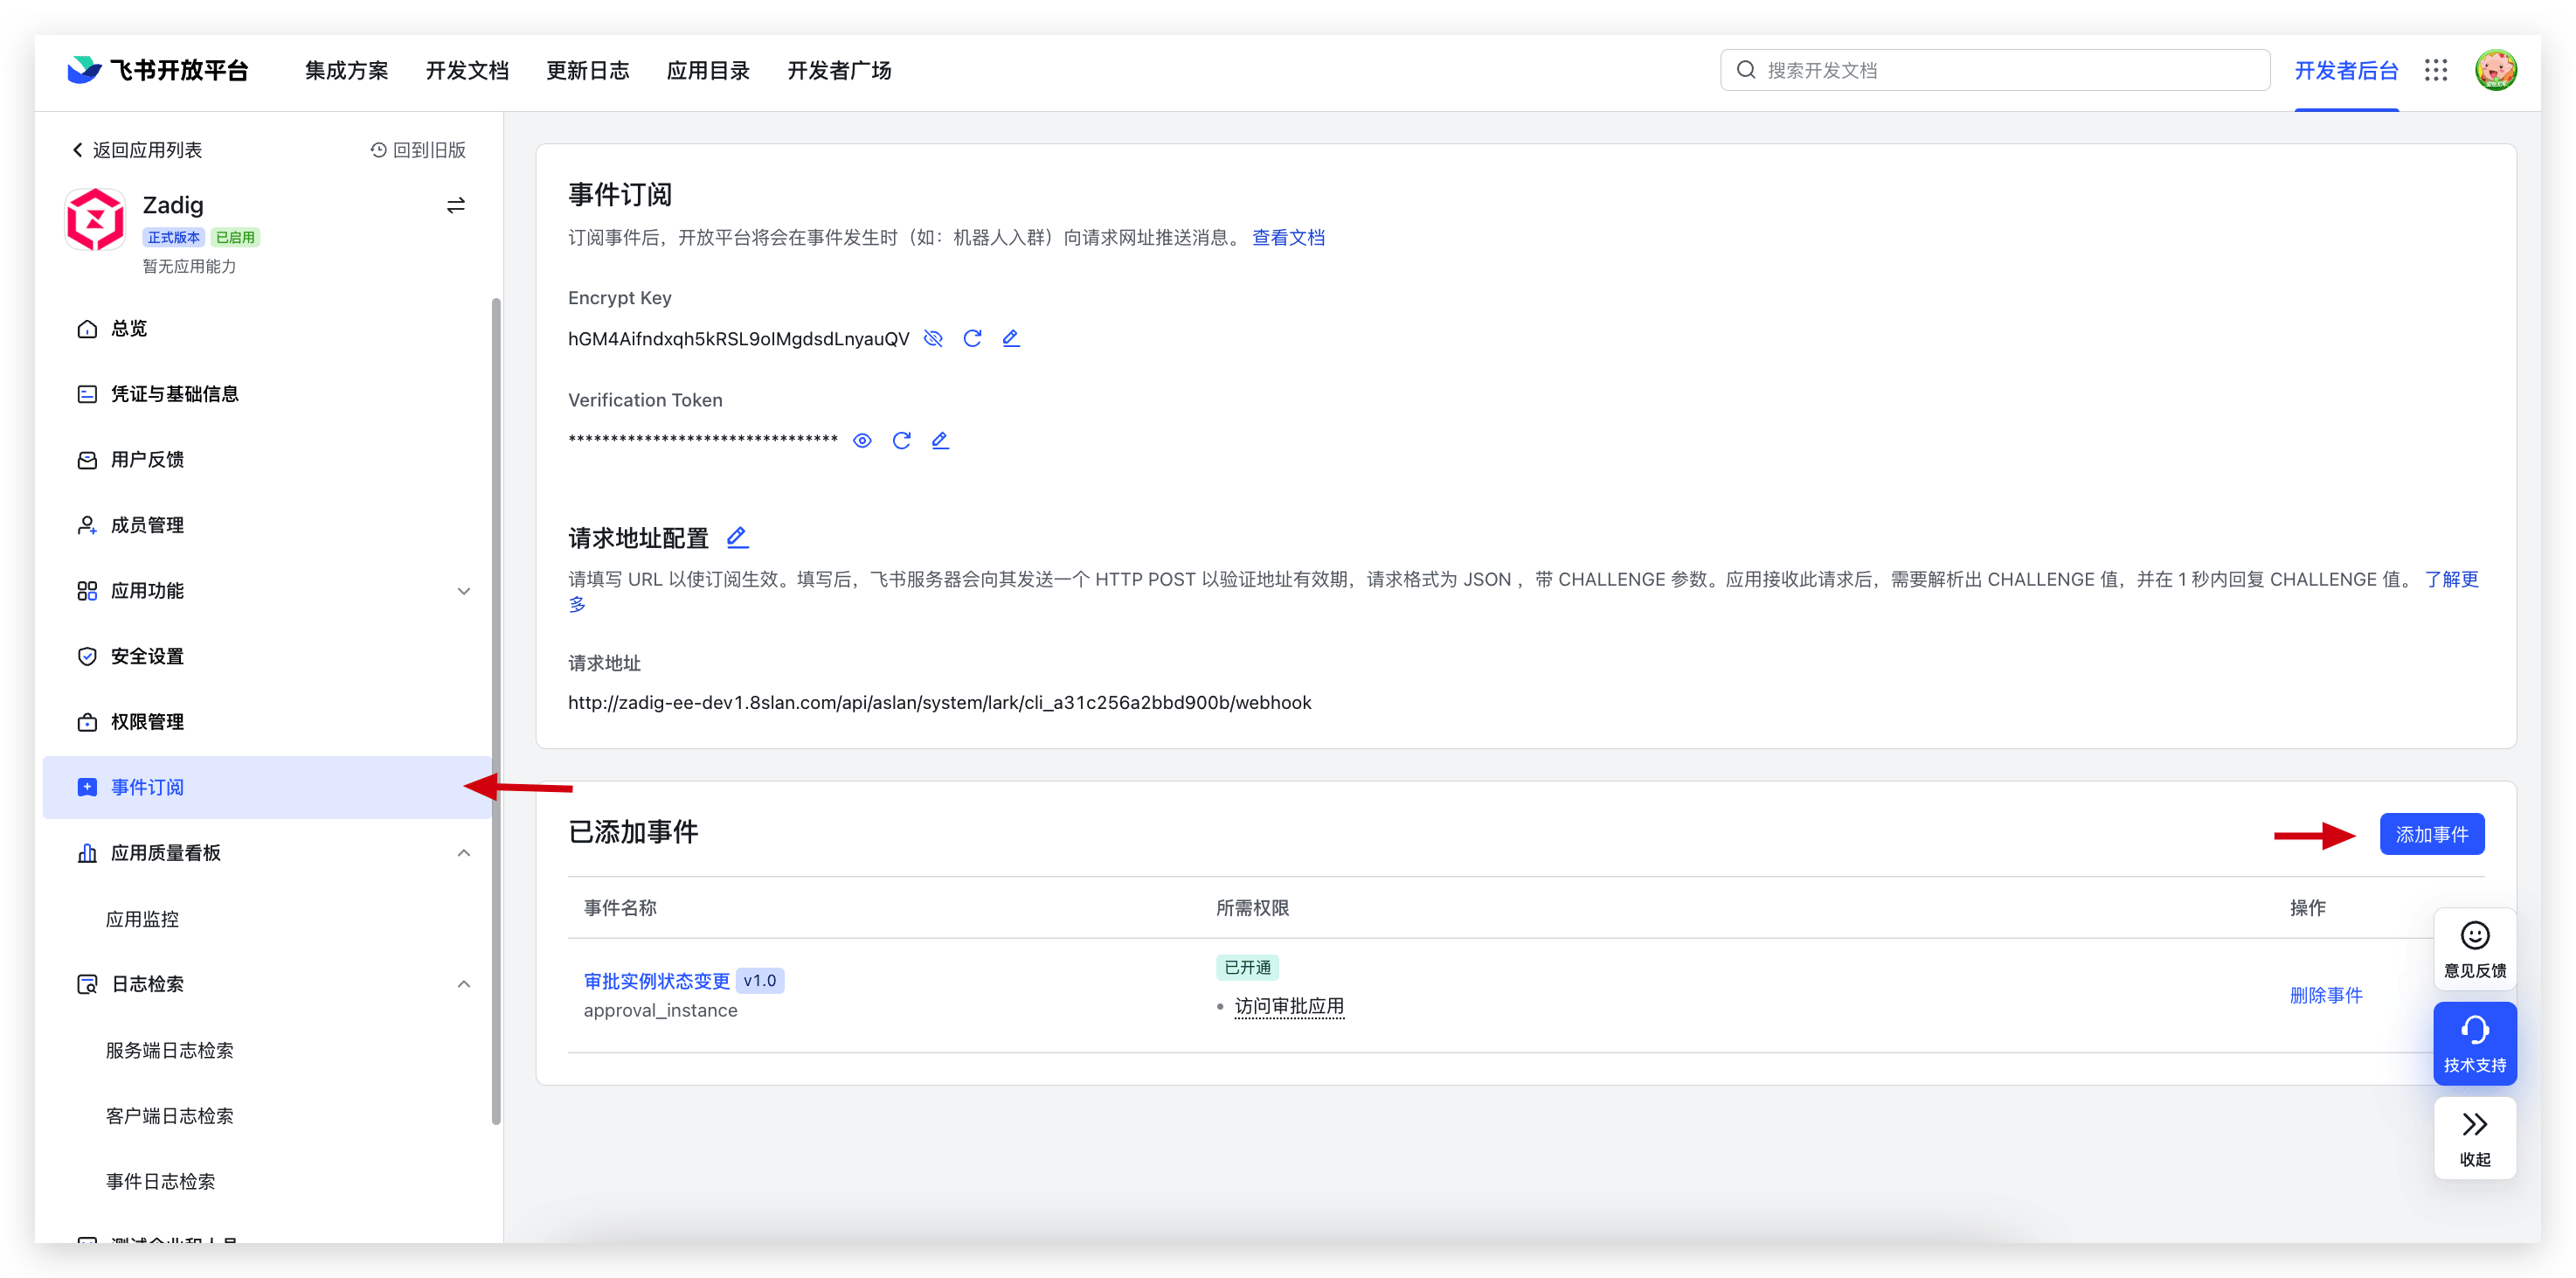 飞书开放平台
集成方案
开发文档
更新日志
应用目录
开发者广场
搜索开发文档
开发者后台
返回应用列表
回到旧版
Zadig
正式版本 已启用
暂无应用能力
总览
凭证与基础信息
用户反馈
成员管理
应用功能
安全设置
权限管理
事件订阅
应用质量看板
应用监控
日志检索
服务端日志检索
客户端日志检索
事件日志检索
事件订阅
订阅事件后，开放平台将会在事件发生时（如：机器人入群）向请求网址推送消息。 查看文档
Encrypt Key
hGM4Aifndxqh5kRSL9oIMgdsdLnyauQV
Verification Token
********************************
请求地址配置
请填写 URL 以使订阅生效。填写后，飞书服务器会向其发送一个 HTTP POST 以验证地址有效期，请求格式为 JSON ，带 CHALLENGE 参数。应用接收此请求后，需要解析出 CHALLENGE 值，并在 1 秒内回复 CHALLENGE 值。 了解更
多
请求地址
http://zadig-ee-dev1.8slan.com/api/aslan/system/lark/cli_a31c256a2bbd900b/webhook
已添加事件
添加事件
事件名称
所需权限
操作
审批实例状态变更 v1.0
approval_instance
已开通
• 访问审批应用
删除事件
意见反馈
技术支持
收起